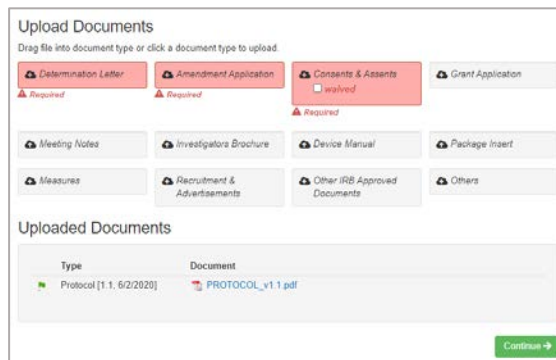 Upload Documents
Drag file into document type or click a document type to upload.
Determination Letter
Required
Amendment Application
Required
Consents & Assents
waived
Required
Grant Application
Meeting Notes
Investigators Brochure
Device Manual
Package Insert
Measures
Recruitment &
Advertisements
Other IRB Approved
Documents
Others
Uploaded Documents
Type Document
Protocol [1.1, 6/2/2020] PROTOCOL_v1.1.pdf
Continue